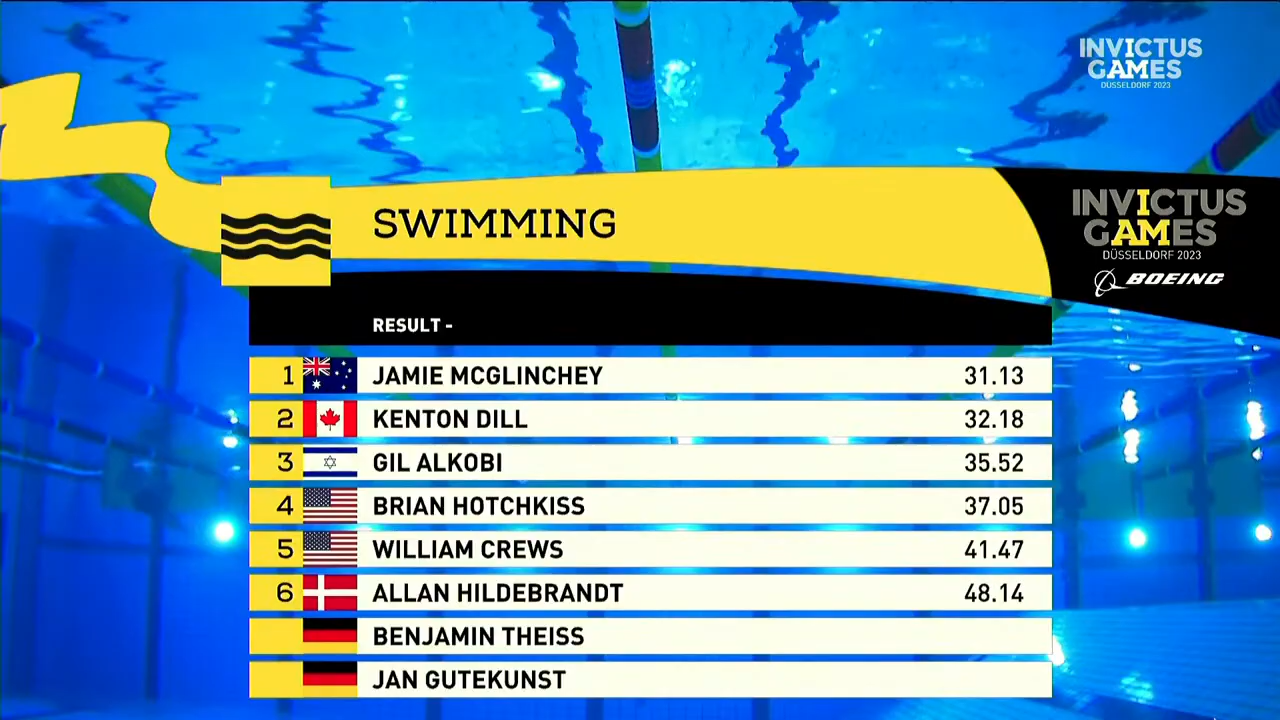 INVICTUS
GAMES
DÜSSELDORF 2023
SWIMMING
INVICTUS
GAMES
DÜSSELDORF 2023
BOEING
RESULT -
1 JAMIE MCGLINCHEY 31.13
2 KENTON DILL 32.18
3 GIL ALKOBI 35.52
4 BRIAN HOTCHKISS 37.05
5 WILLIAM CREWS 41.47
6 ALLAN HILDEBRANDT 48.14
BENJAMIN THEISS
JAN GUTEKUNST